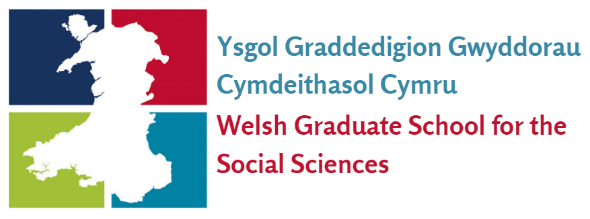 Ysgol Graddedigion Gwyddorau
Cymdeithasol Cymru
Welsh Graduate School for the
Social Sciences